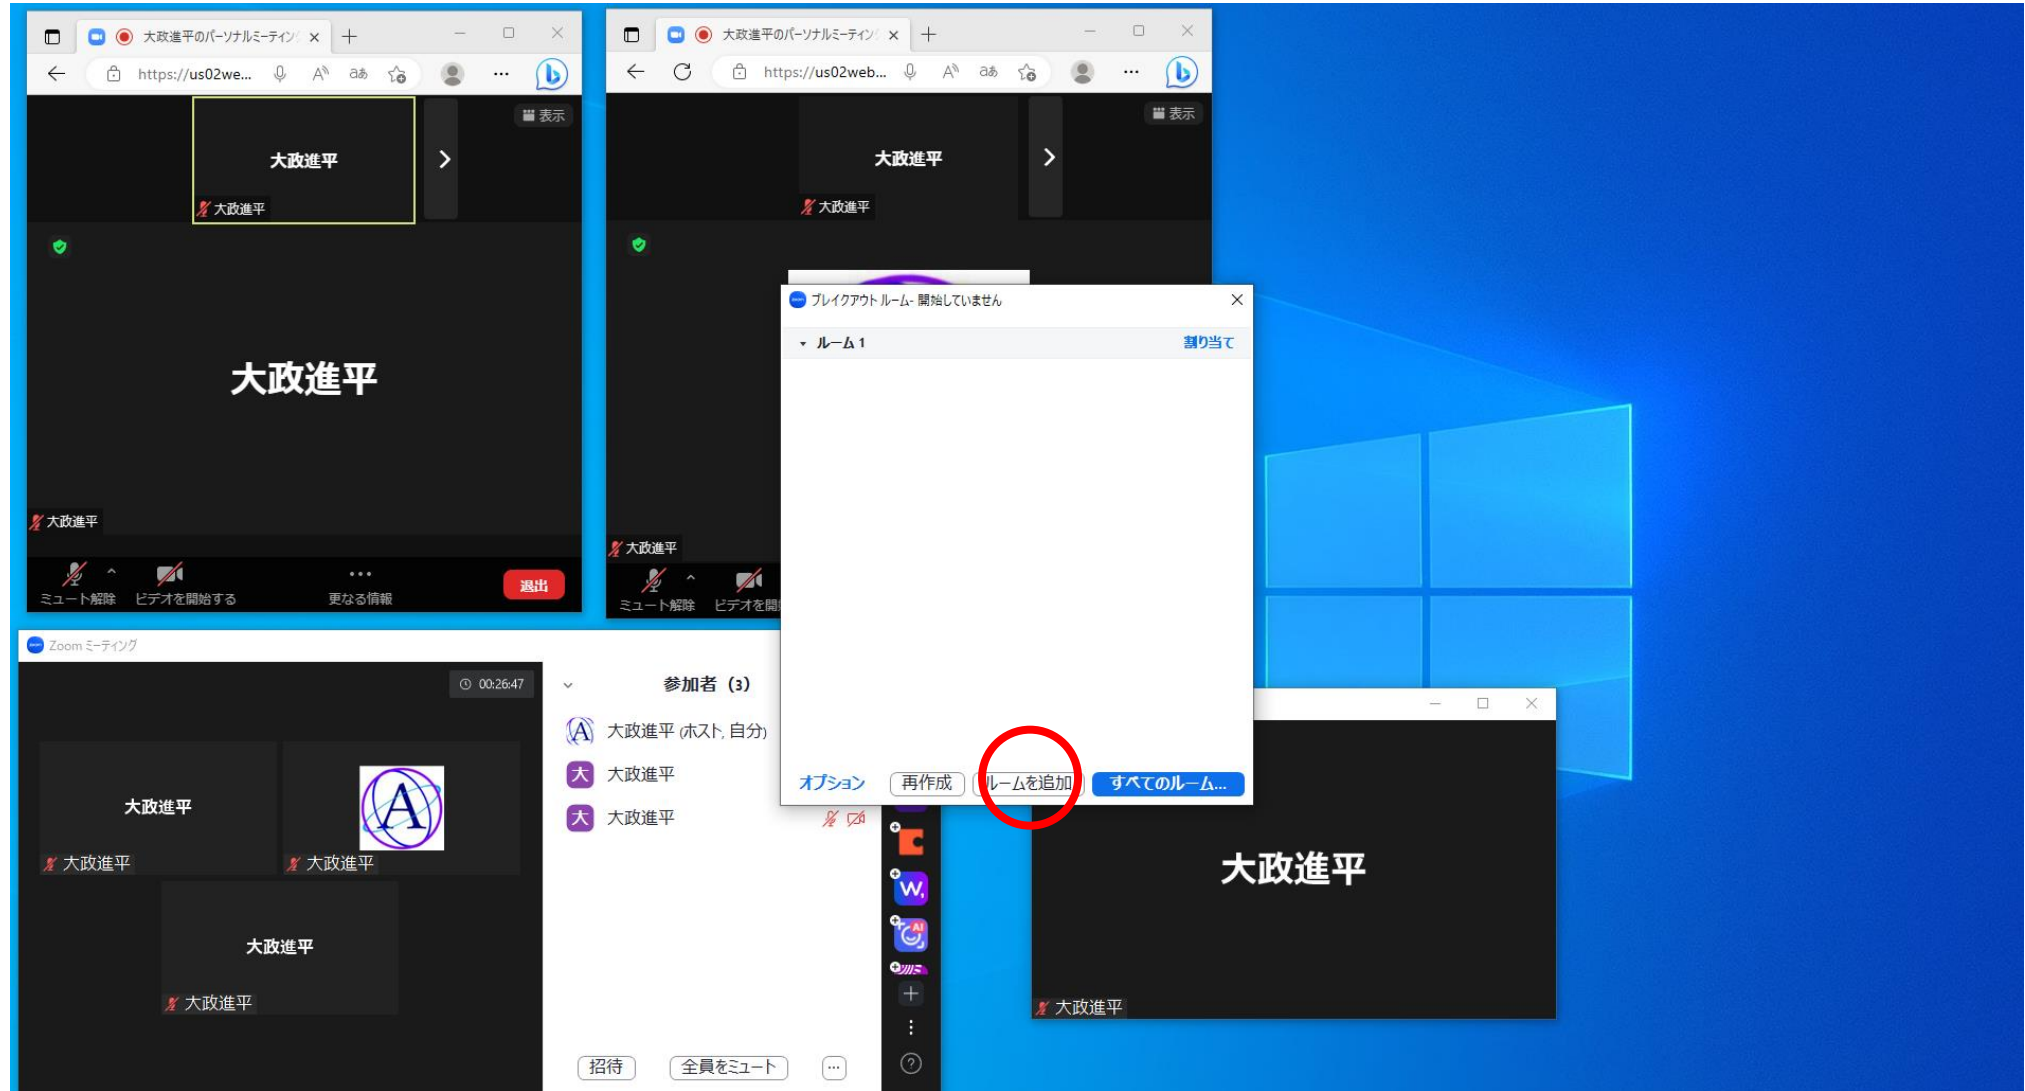 大政進平のパーソナルミーティン
https://us02we...
表示
大政進平
大政進平
大政進平
大政進平
ミュート解除
ビデオを開始する
更なる情報
退出
大政進平のパーソナルミーティン
https://us02web...
表示
大政進平
大政進平
大政進平
ミュート解除
ビデオを開
ブレイクアウト ルーム- 開始していません
ルーム 1
割り当て
オプション
再作成
ルームを追加
すべてのルーム...
Zoom ミーティング
00:26:47
大政進平
大政進平
A
大政進平
大政進平
大政進平
参加者 (3)
A
大政進平 (ホスト, 自分)
大
大政進平
大
大政進平
招待
全員をミュート
W,
AI
大政進平
大政進平